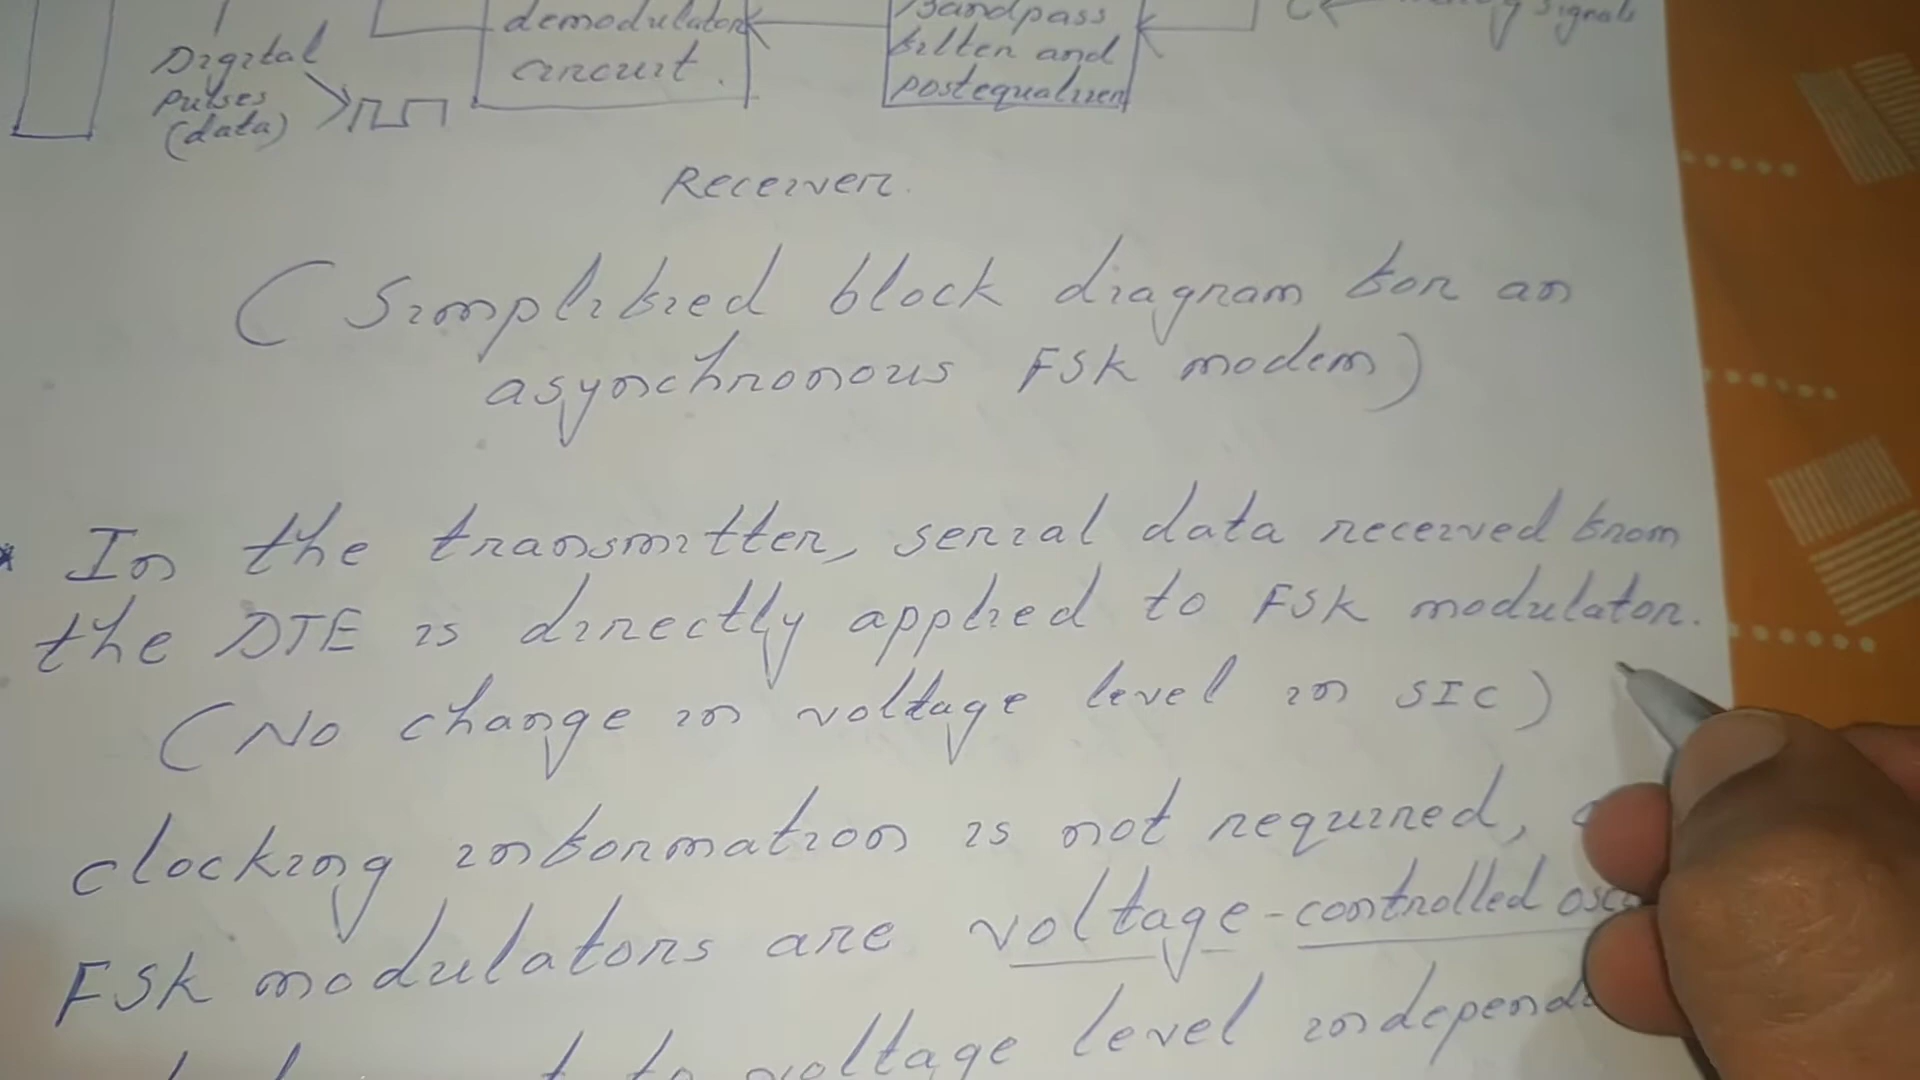 demodulator
circuit.
Bandpass
filter and
postequalizer
signals
Digital
pulses
(data)
Receiver.
(Simplified block diagram for an
asynchronous FSK modem)
In the transmitter, serial data received from
the DTE is directly applied to FSK modulator.
(No change in voltage level in SIC)
clocking information is not required,
FSK modulators are voltage-controlled
voltage level